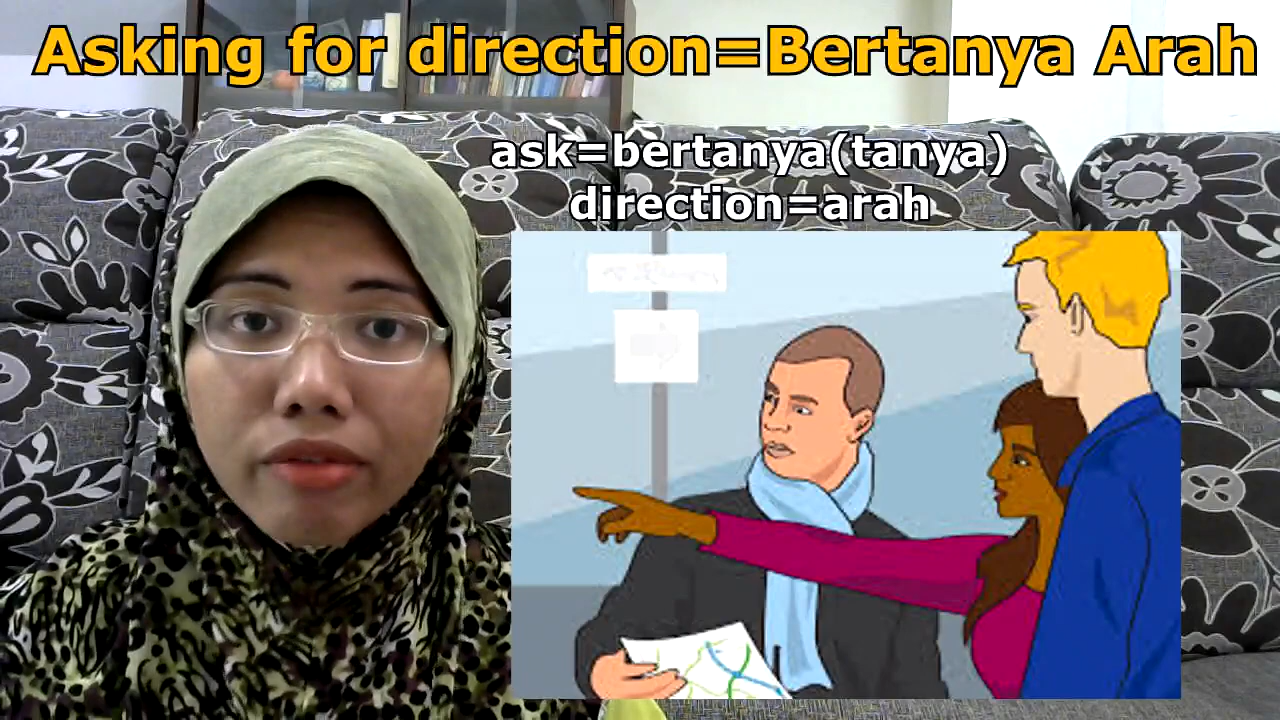 Asking for direction=Bertanya Arah
ask=bertanya(tanya)
direction=arah